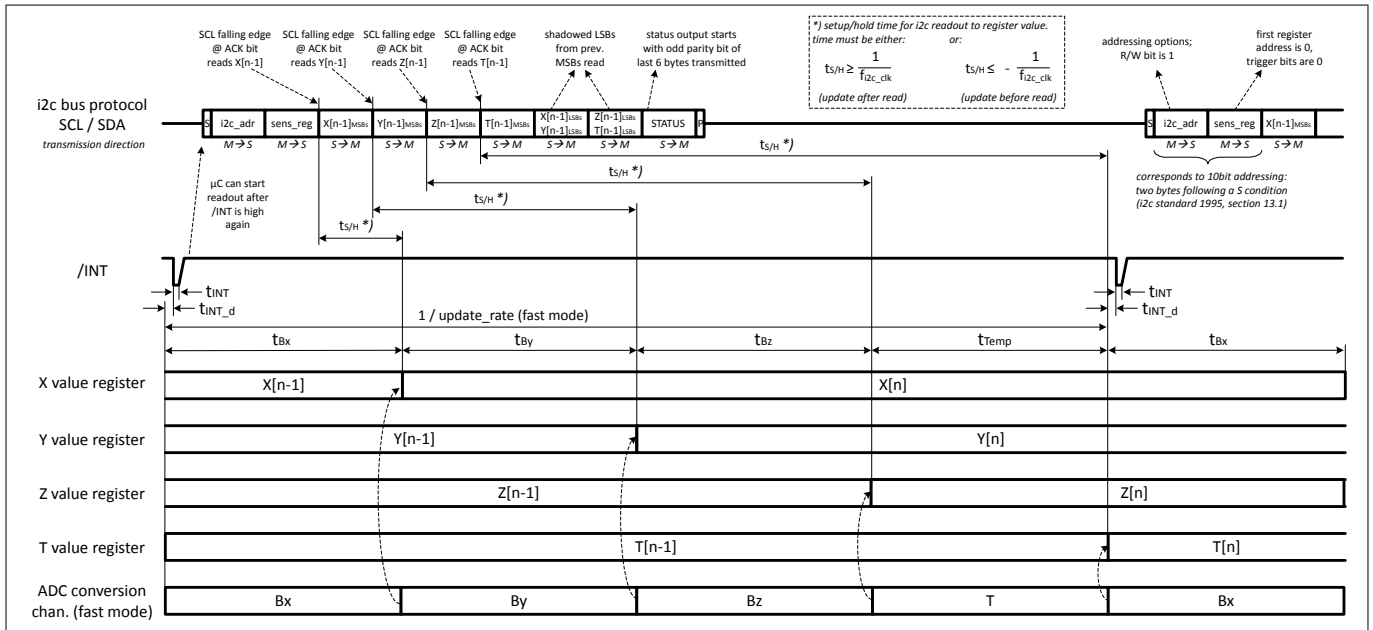 SCL falling edge
@ ACK bit
reads X[n-1]
SCL falling edge
@ ACK bit
reads Y[n-1]
SCL falling edge
@ ACK bit
reads Z[n-1]
SCL falling edge
@ ACK bit
reads T[n-1]
shadowed LSBs
from prev.
MSBs read
status output starts
with odd parity bit of
last 6 bytes transmitted
*) setup/hold time for i2c readout to register value.
time must be either: or:
tS/H ≥ 1 / fi2c_clk tS/H ≤ - 1 / fi2c_clk
(update after read) (update before read)
addressing options;
R/W bit is 1
first register
address is 0,
trigger bits are 0
i2c bus protocol
SCL / SDA
transmission direction
S i2c_adr sens_reg X[n-1]MSBs Y[n-1]MSBs Z[n-1]MSBs T[n-1]MSBs X[n-1]LSBs Y[n-1]LSBs Z[n-1]LSBs T[n-1]LSBs STATUS P
M→S M→S S→M S→M S→M S→M S→M S→M S→M
S i2c_adr sens_reg X[n-1]MSBs
M→S M→S S→M
tS/H *)
tS/H *)
tS/H *)
tS/H *)
µC can start
readout after
/INT is high
again
corresponds to 10bit addressing:
two bytes following a S condition
(i2c standard 1995, section 13.1)
/INT
tINT
tINT_d
tINT
tINT_d
1 / update_rate (fast mode)
tBx tBy tBz tTemp tBx
X value register X[n-1] X[n]
Y value register Y[n-1] Y[n]
Z value register Z[n-1] Z[n]
T value register T[n-1] T[n]
ADC conversion
chan. (fast mode) Bx By Bz T Bx